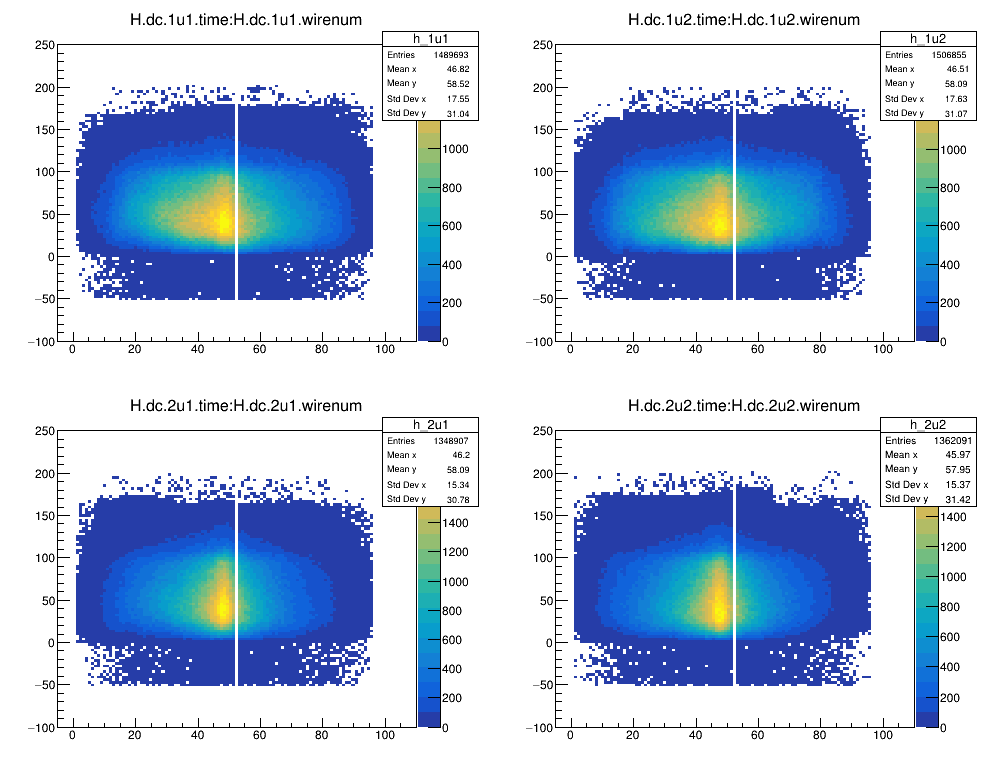 H.dc.1u1.time:H.dc.1u1.wirenum
h_1u1
Entries 1489693
Mean x 46.82
Mean y 58.52
Std Dev x 17.55
Std Dev y 31.04
250
200
150
100
50
0
−50
−100
0 20 40 60 80 100
1000
800
600
400
200
0
H.dc.1u2.time:H.dc.1u2.wirenum
h_1u2
Entries 1506855
Mean x 46.51
Mean y 58.09
Std Dev x 17.63
Std Dev y 31.07
250
200
150
100
50
0
−50
−100
0 20 40 60 80 100
1000
800
600
400
200
0
H.dc.2u1.time:H.dc.2u1.wirenum
h_2u1
Entries 1348907
Mean x 46.2
Mean y 58.09
Std Dev x 15.34
Std Dev y 30.78
250
200
150
100
50
0
−50
−100
0 20 40 60 80 100
1400
1200
1000
800
600
400
200
0
H.dc.2u2.time:H.dc.2u2.wirenum
h_2u2
Entries 1362091
Mean x 45.97
Mean y 57.95
Std Dev x 15.37
Std Dev y 31.42
250
200
150
100
50
0
−50
−100
0 20 40 60 80 100
1400
1200
1000
800
600
400
200
0